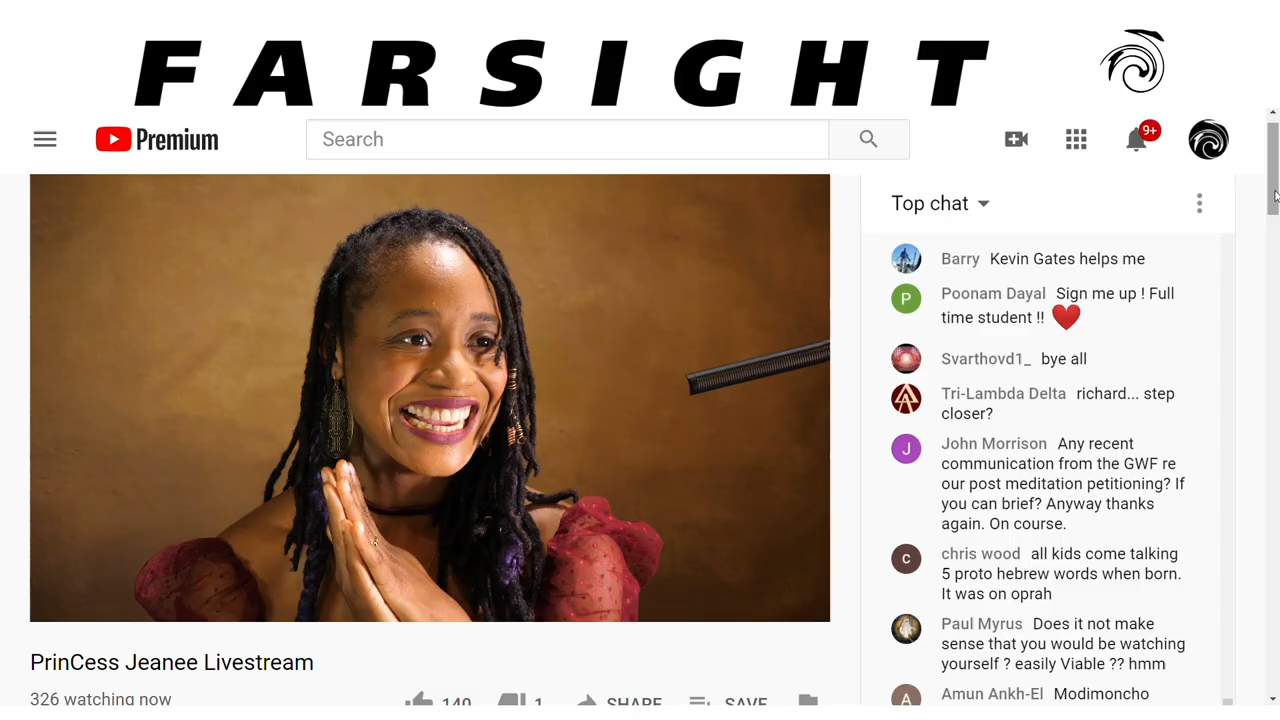 FARSIGHT
Premium
Search
9+
Top chat
Barry Kevin Gates helps me
P
Poonam Dayal Sign me up ! Full
time student !! ❤️
Svarthovd1_ bye all
Tri-Lambda Delta richard... step
closer?
J
John Morrison Any recent
communication from the GWF re
our post meditation petitioning? If
you can brief? Anyway thanks
again. On course.
c
chris wood all kids come talking
5 proto hebrew words when born.
It was on oprah
Paul Myrus Does it not make
sense that you would be watching
yourself ? easily Viable ?? hmm
A
Amun Ankh-El Modimoncho
PrinCess Jeanee Livestream
326 watching now
140
1
SHARE
SAVE